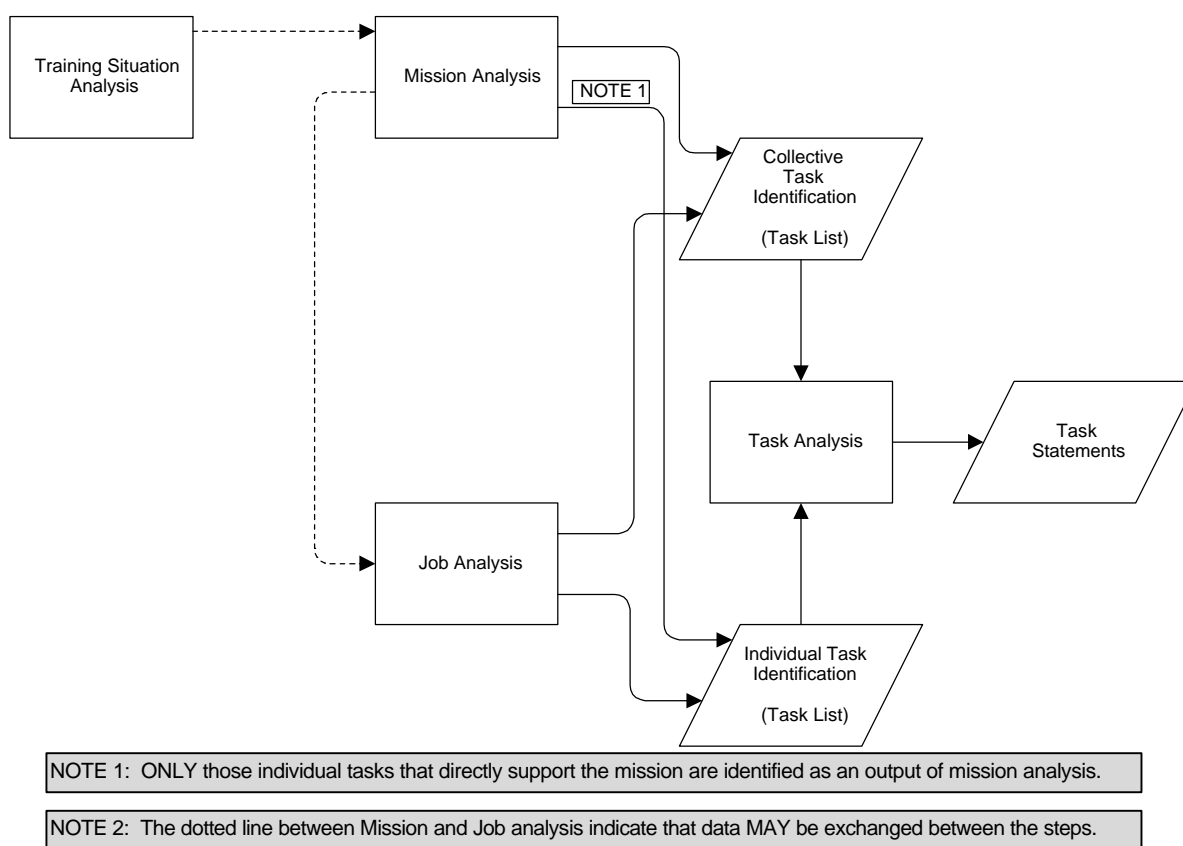 Training Situation
Analysis
Mission Analysis
NOTE 1
Collective
Task
Identification
(Task List)
Task Analysis
Task
Statements
Job Analysis
Individual Task
Identification
(Task List)
NOTE 1:  ONLY those individual tasks that directly support the mission are identified as an output of mission analysis.
NOTE 2:  The dotted line between Mission and Job analysis indicate that data MAY be exchanged between the steps.